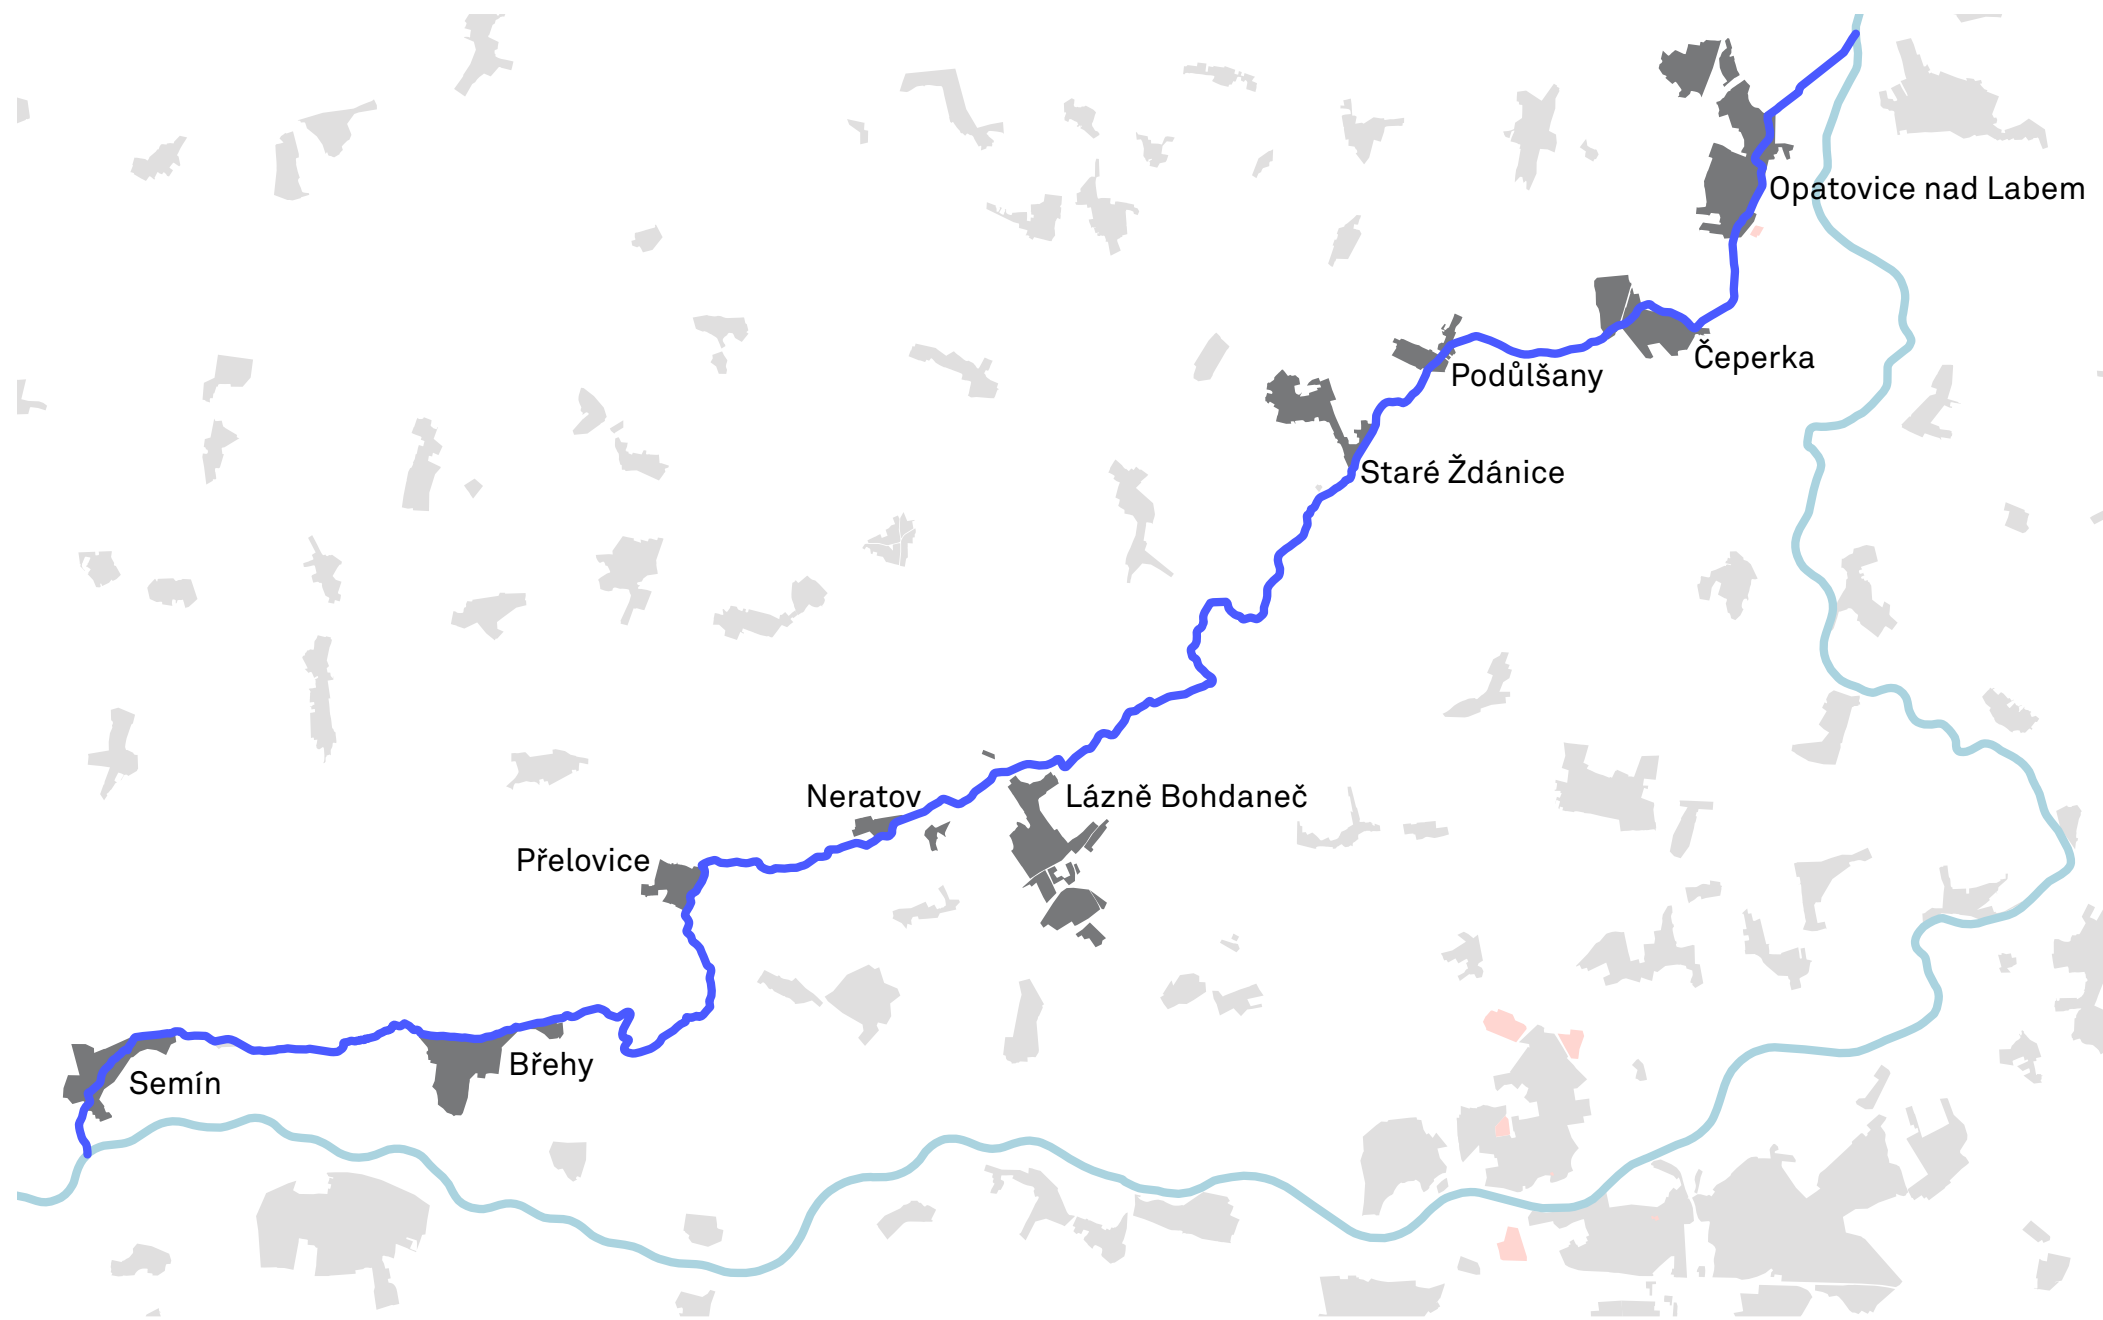 Opatovice nad Labem
Čeperka
Podůlšany
Staré Ždánice
Neratov
Lázně Bohdaneč
Přelovice
Břehy
Semín